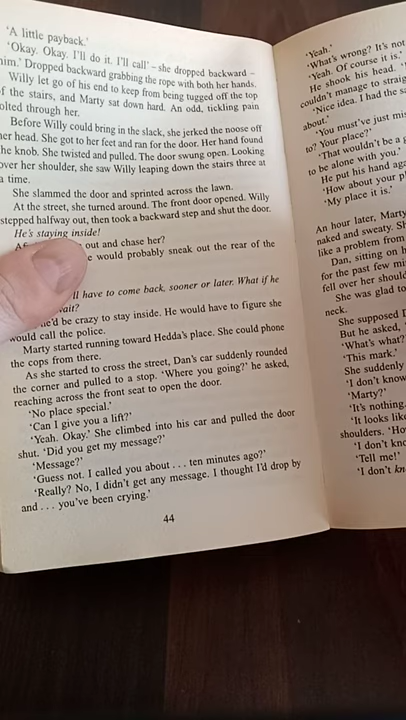 'A little payback.'
'Okay. Okay. I'll do it. I'll call' – she dropped backward –
him.' Dropped backward grabbing the rope with both her hands.
Willy let go of his end to keep from being tugged off the top
of the stairs, and Marty sat down hard. An odd, tickling pain
olted through her.
Before Willy could bring in the slack, she jerked the noose off
her head. She got to her feet and ran for the door. Her hand found
he knob. She twisted and pulled. The door swung open. Looking
over her shoulder, she saw Willy leaping down the stairs three at
a time.
She slammed the door and sprinted across the lawn.
At the street, she turned around. The front door opened. Willy
stepped halfway out, then took a backward step and shut the door.
He's staying inside!
out and chase her?
would probably sneak out the rear of the
ll have to come back, sooner or later. What if he
wait?
he'd be crazy to stay inside. He would have to figure she
would call the police.
Marty started running toward Hedda's place. She could phone
the cops from there.
As she started to cross the street, Dan's car suddenly rounded
the corner and pulled to a stop. 'Where you going?' he asked,
reaching across the front seat to open the door.
'No place special.'
'Can I give you a lift?'
'Yeah. Okay.' She climbed into his car and pulled the door
shut. 'Did you get my message?'
'Message?'
'Guess not. I called you about . . . ten minutes ago?'
'Really? No, I didn't get any message. I thought I'd drop by
and . . . you've been crying.'
44
'Yeah.'
'What's wrong? It's not
'Yeah. Of course it is.'
He shook his head. '
couldn't manage to straig
'Nice idea. I had the sa
about.'
'You must've just mis
to? Your place?'
'That wouldn't be a
to be alone with you.'
He put his hand aga
'How about your pl
'My place is.'
An hour later, Marty
naked and sweaty. Sh
like a problem from
Dan, sitting on h
for the past few mi
fell over her should
She was glad to
neck.
She supposed D
But he asked, '
'What's what?
'This mark.'
She suddenly
'I don't know
'Marty?'
'It's nothing.
'It looks like
shoulders. 'Ho
'I don't kno
'Tell me!'
'I don't kn